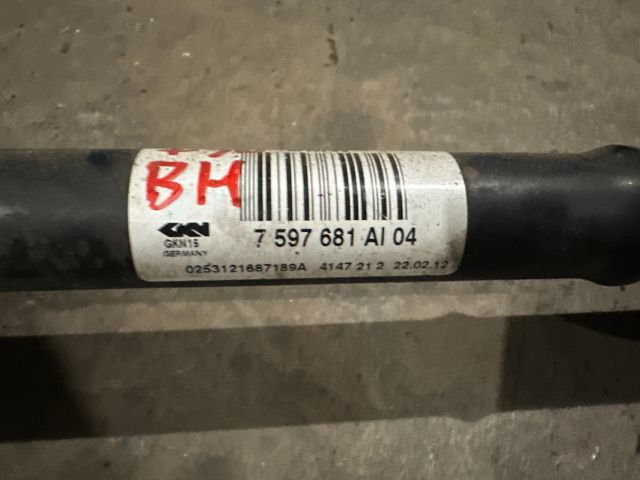 BH
GKN
GKN15
GERMANY
7 597 681 AI 04
0253121687189A 4147 21 2 22.02.12